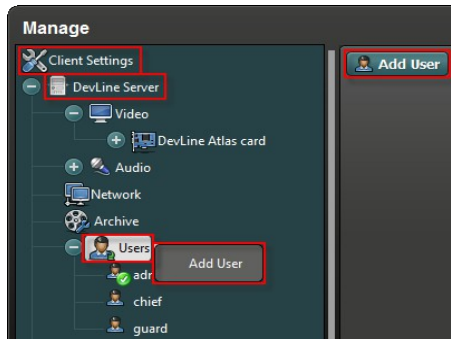 Manage
Client Settings
Add User
DevLine Server
Video
DevLine Atlas card
Audio
Network
Archive
Users
Add User
adr
chief
guard